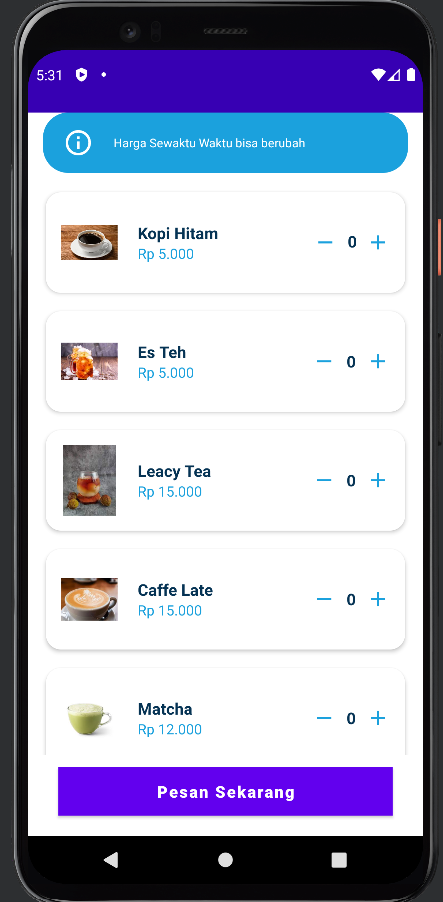 5:31
Harga Sewaktu Waktu bisa berubah
Kopi Hitam
Rp 5.000
0
Es Teh
Rp 5.000
0
Leacy Tea
Rp 15.000
0
Caffe Late
Rp 15.000
0
Matcha
Rp 12.000
0
Pesan Sekarang